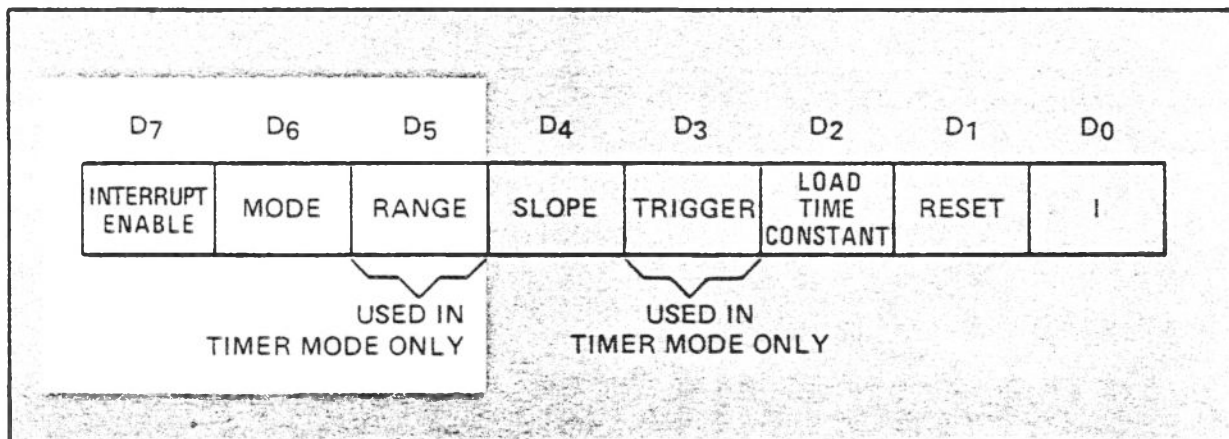 D7 D6 D5 D4 D3 D2 D1 D0
INTERRUPT ENABLE
MODE
RANGE
SLOPE
TRIGGER
LOAD TIME CONSTANT
RESET
I
USED IN
TIMER MODE ONLY
USED IN
TIMER MODE ONLY